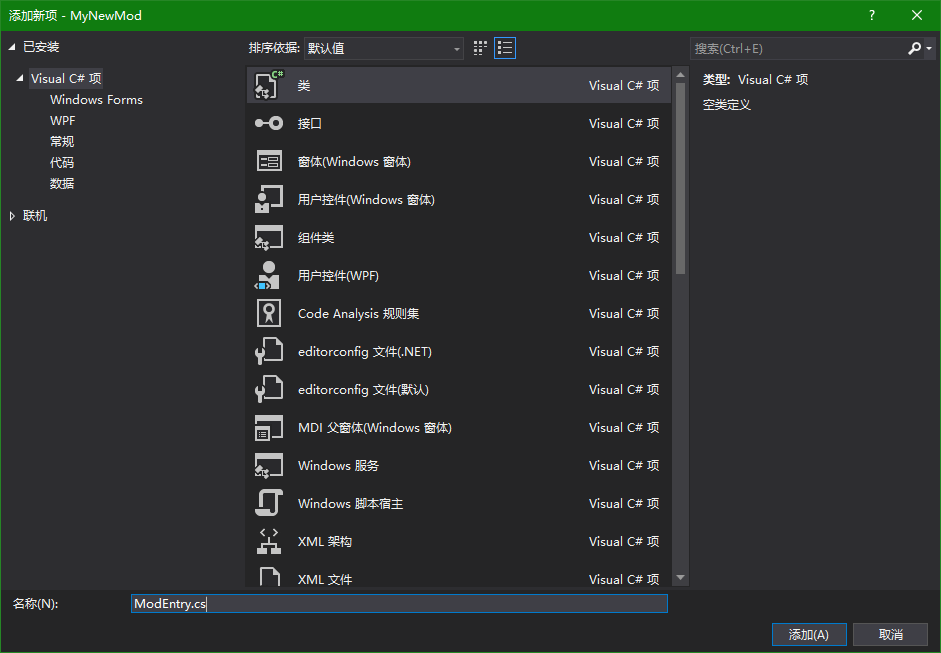 添加新项 - MyNewMod
已安装
排序依据: 默认值
搜索(Ctrl+E)
Visual C# 项
Windows Forms
WPF
常规
代码
数据
联机
类 Visual C# 项
接口 Visual C# 项
窗体(Windows 窗体) Visual C# 项
用户控件(Windows 窗体) Visual C# 项
组件类 Visual C# 项
用户控件(WPF) Visual C# 项
Code Analysis 规则集 Visual C# 项
editorconfig 文件(.NET) Visual C# 项
editorconfig 文件(默认) Visual C# 项
MDI 父窗体(Windows 窗体) Visual C# 项
Windows 服务 Visual C# 项
Windows 脚本宿主 Visual C# 项
XML 架构 Visual C# 项
XML 文件 Visual C# 项
类型: Visual C# 项
空类定义
名称(N): ModEntry.cs
添加(A) 取消